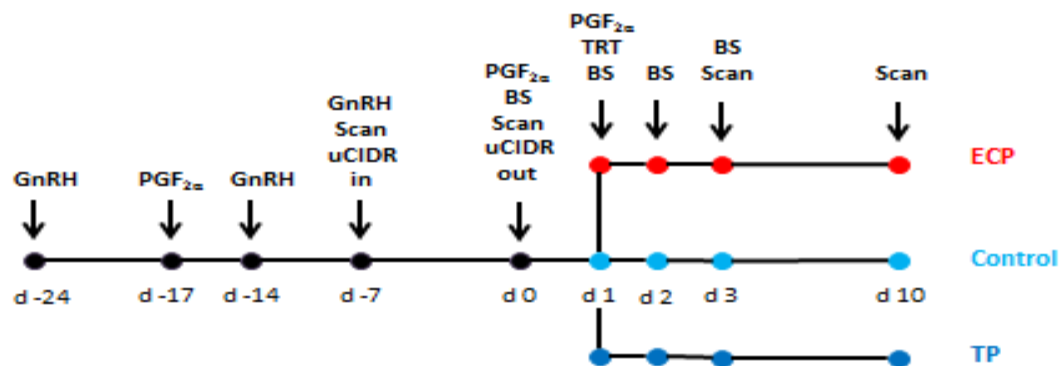 PGF2α
TRT
BS
BS
BS
Scan
Scan
PGF2α
BS
Scan
uCIDR
out
GnRH
Scan
uCIDR
in
GnRH
PGF2α
GnRH
ECP
Control
d -24
d -17
d -14
d -7
d 0
d 1
d 2
d 3
d 10
TP